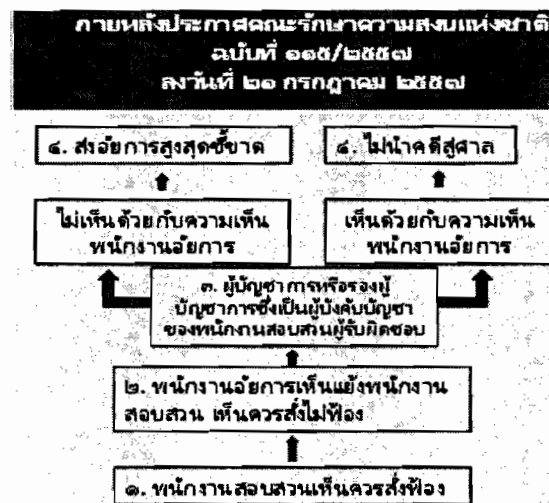 ภายหลังประกาศคณะรักษาความสงบแห่งชาติ
ฉบับที่ ๑๑๕/๒๕๕๗
ลงวันที่ ๒๑ กรกฎาคม ๒๕๕๗
๔. ส่งอัยการสูงสุดชี้ขาด
๔. ไม่นำคดีสู่ศาล
ไม่เห็นด้วยกับความเห็น
พนักงานอัยการ
เห็นด้วยกับความเห็น
พนักงานอัยการ
๓. ผู้บัญชาการหรือรองผู้
บัญชาการซึ่งเป็นผู้บังคับบัญชา
ของพนักงานสอบสวนผู้รับผิดชอบ
๒. พนักงานอัยการเห็นแย้งพนักงาน
สอบสวน เห็นควรสั่งไม่ฟ้อง
๑. พนักงานสอบสวนเห็นควรสั่งฟ้อง